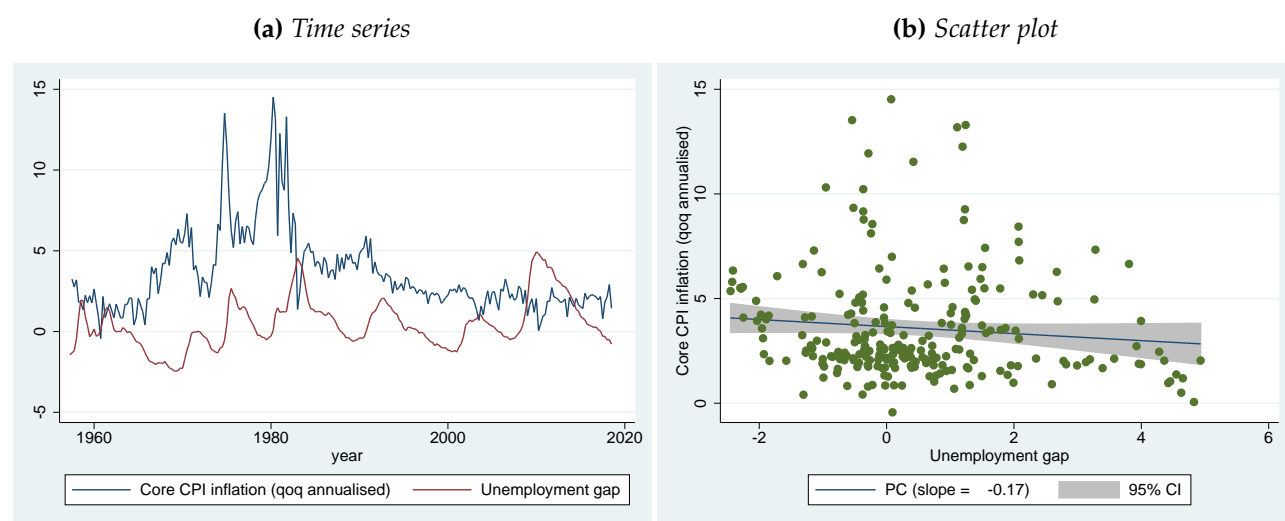 (a) Time series
15
10
5
0
-5
1960
1980
2000
2020
year
Core CPI inflation (qoq annualised)
Unemployment gap
(b) Scatter plot
Core CPI inflation (qoq annualised)
15
10
5
0
-2
0
2
4
6
Unemployment gap
PC (slope = -0.17)
95% CI